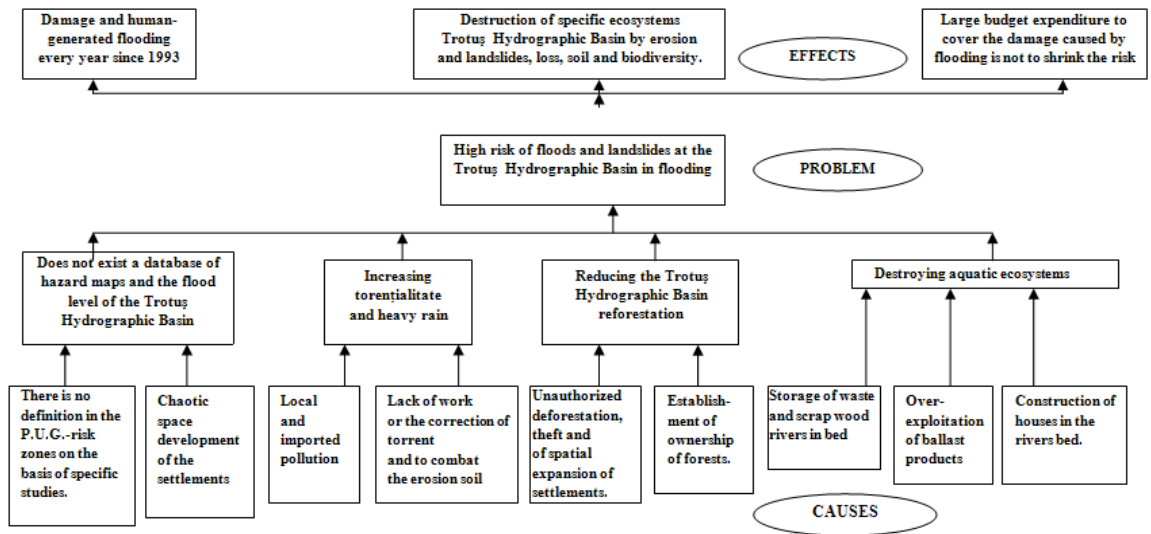 Damage and human-
generated flooding
every year since 1993
Destruction of specific ecosystems
Trotuş Hydrographic Basin by erosion
and landslides, loss, soil and biodiversity.
EFFECTS
Large budget expenditure to
cover the damage caused by
flooding is not to shrink the risk
High risk of floods and landslides at the
Trotuş Hydrographic Basin in flooding
PROBLEM
Does not exist a database of
hazard maps and the flood
level of the Trotuş
Hydrographic Basin
Increasing
torenţialitate
and heavy rain
Reducing the Trotuş
Hydrographic Basin
reforestation
Destroying aquatic ecosystems
There is no
definition in the
P.U.G.-risk
zones on the
basis of specific
studies.
Chaotic
space
development
of the
settlements
Local
and
imported
pollution
Lack of work
or the correction of
torrent
and to combat
the erosion soil
Unauthorized
deforestation,
theft and
of spatial
expansion of
settlements.
Establish-
ment of
ownership
of forests.
Storage of waste
and scrap wood
rivers in bed
Over-
exploitation
of ballast
products
Construction of
houses in the
rivers bed.
CAUSES